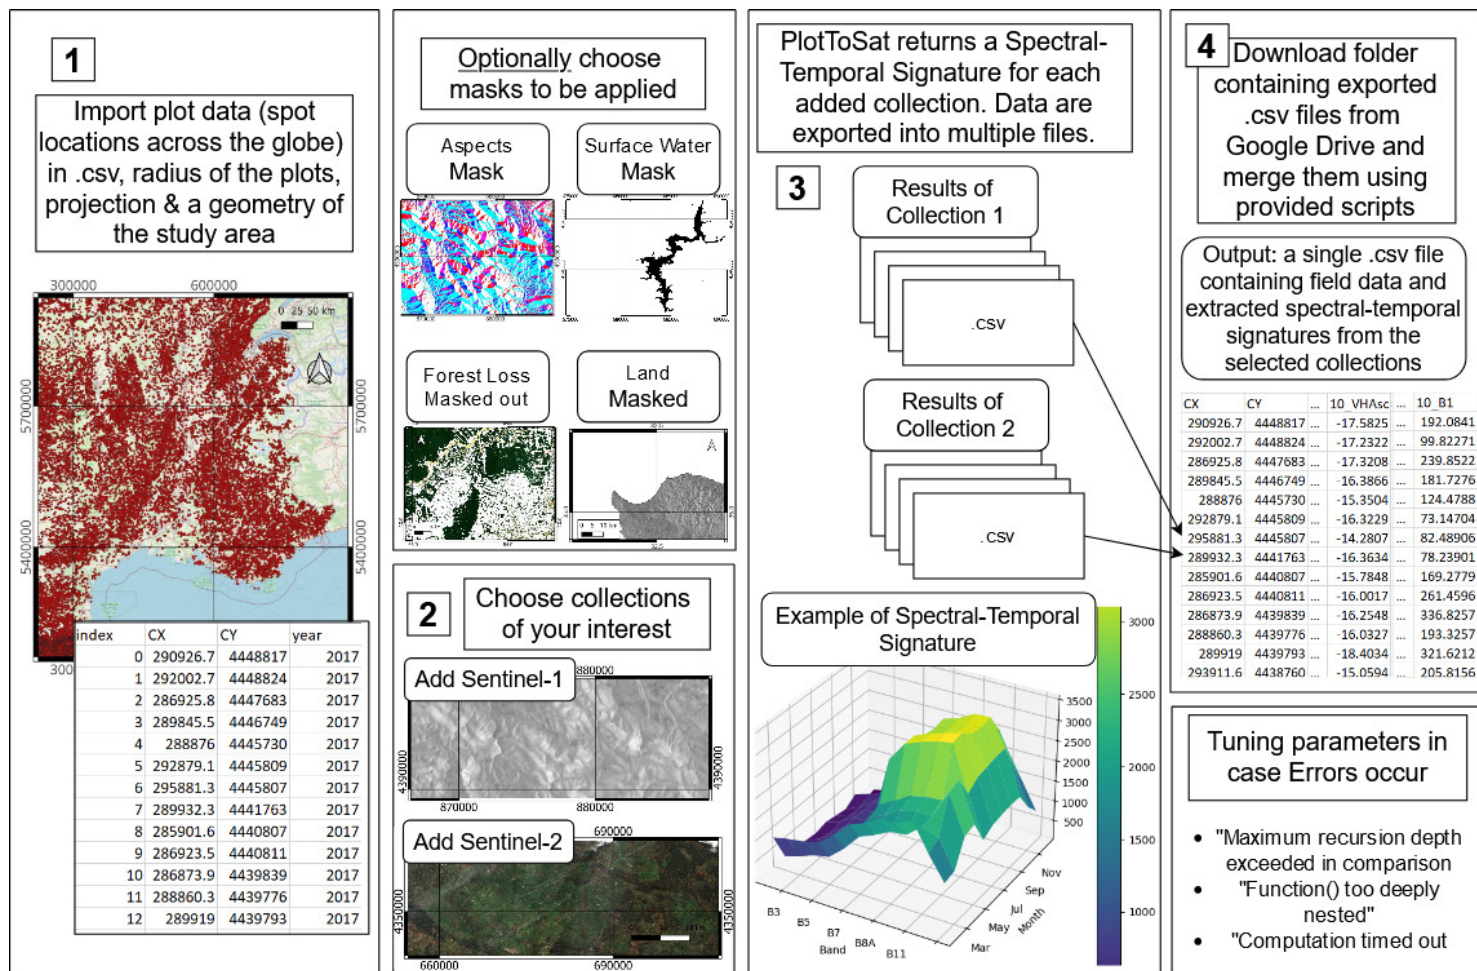 1
Import plot data (spot
locations across the globe)
in .csv, radius of the plots,
projection & a geometry of
the study area
300000 600000
0 25 50 km
5700000 5700000
5400000 5400000
index CX CY year
0 290926.7 4448817 2017
1 292002.7 4448824 2017
2 286925.8 4447683 2017
3 289845.5 4446749 2017
4 288876 4445730 2017
5 292879.1 4445809 2017
6 295881.3 4445807 2017
7 289932.3 4441763 2017
8 285901.6 4440807 2017
9 286923.5 4440811 2017
10 286873.9 4439839 2017
11 288860.3 4439776 2017
12 289919 4439793 2017
Optionally choose
masks to be applied
Aspects
Mask
Surface Water
Mask
Forest Loss
Masked out
Land
Masked
2
Choose collections
of your interest
Add Sentinel-1
880000
4390000 4390000
870000 880000
Add Sentinel-2
690000
4350000 4350000
660000 690000
PlotToSat returns a Spectral-
Temporal Signature for each
added collection. Data are
exported into multiple files.
3
Results of
Collection 1
.CSV
Results of
Collection 2
.CSV
Example of Spectral-Temporal
Signature
3500
3000
2500
2000
1500
1000
500
B3
B5
B7
B8A
B11
Band
Mar
May
Jul
Sep
Nov
Month
3000
2500
2000
1500
1000
4
Download folder
containing exported
.csv files from
Google Drive and
merge them using
provided scripts
Output: a single .csv file
containing field data and
extracted spectral-temporal
signatures from the
selected collections
CX CY ... 10_VHAsc ... 10_B1
290926.7 4448817 ... -17.5825 ... 192.0841
292002.7 4448824 ... -17.2322 ... 99.82271
286925.8 4447683 ... -17.3208 ... 239.8522
289845.5 4446749 ... -16.3866 ... 181.7276
288876 4445730 ... -15.3504 ... 124.4788
292879.1 4445809 ... -16.3229 ... 73.14704
295881.3 4445807 ... -14.2807 ... 82.48906
289932.3 4441763 ... -16.3634 ... 78.23901
285901.6 4440807 ... -15.7848 ... 169.2779
286923.5 4440811 ... -16.0017 ... 261.4596
286873.9 4439839 ... -16.2548 ... 336.8257
288860.3 4439776 ... -16.0327 ... 193.3257
289919 4439793 ... -18.4034 ... 321.6212
293911.6 4438760 ... -15.0594 ... 205.8156
Tuning parameters in
case Errors occur
• "Maximum recursion depth
exceeded in comparison
• "Function() too deeply
nested"
• "Computation timed out